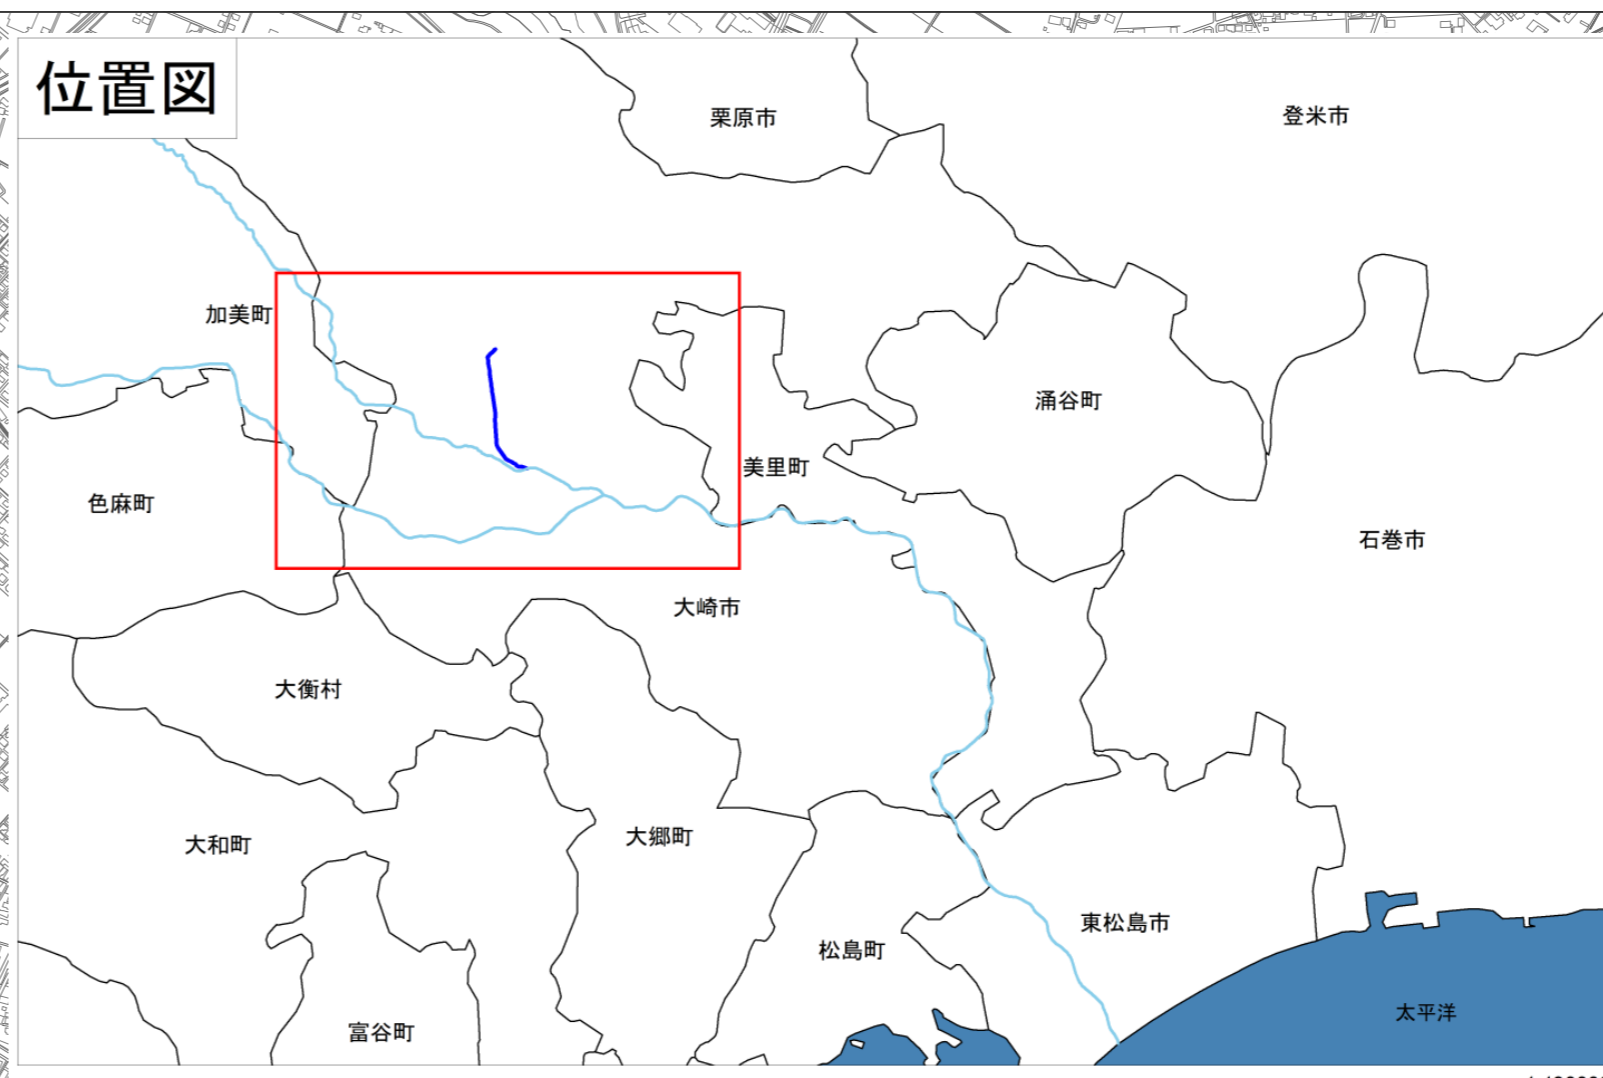 位置図
栗原市
登米市
加美町
涌谷町
美里町
色麻町
石巻市
大崎市
大衡村
大郷町
大和町
東松島市
松島町
太平洋
富谷町